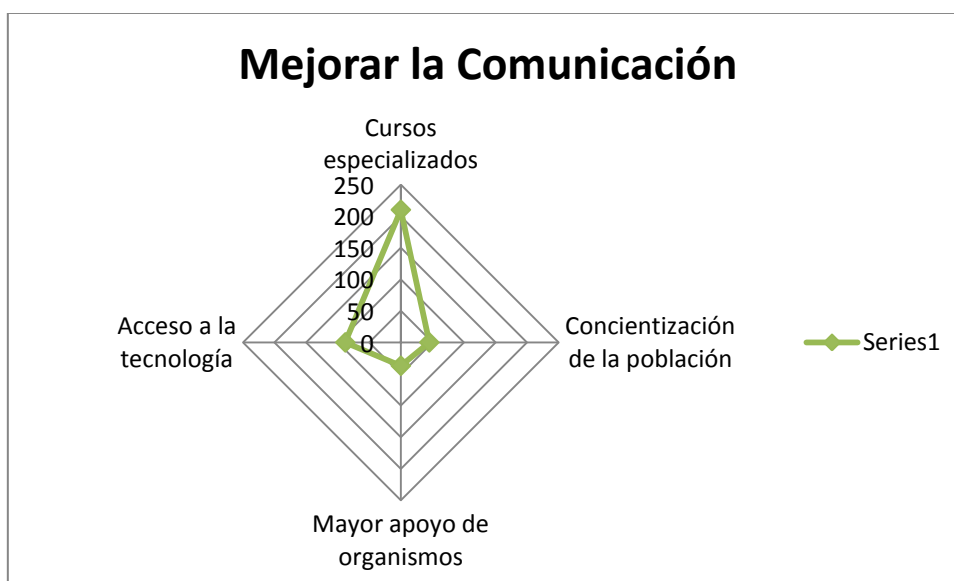 Mejorar la Comunicación
Cursos
especializados
250
200
150
100
50
0
Acceso a la
tecnología
Concientización
de la población
Series1
Mayor apoyo de
organismos